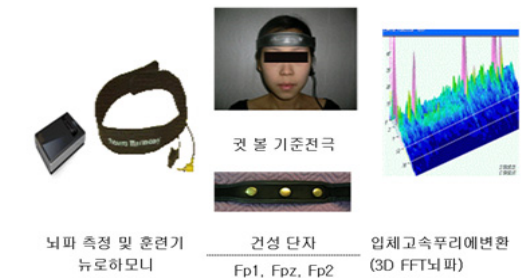 Neuro Harmony
귓 볼 기준전극
뇌파 측정 및 훈련기
뉴로하모니
건성 단자
Fp1, Fpz, Fp2
입체고속푸리에변환
(3D FFT뇌파)